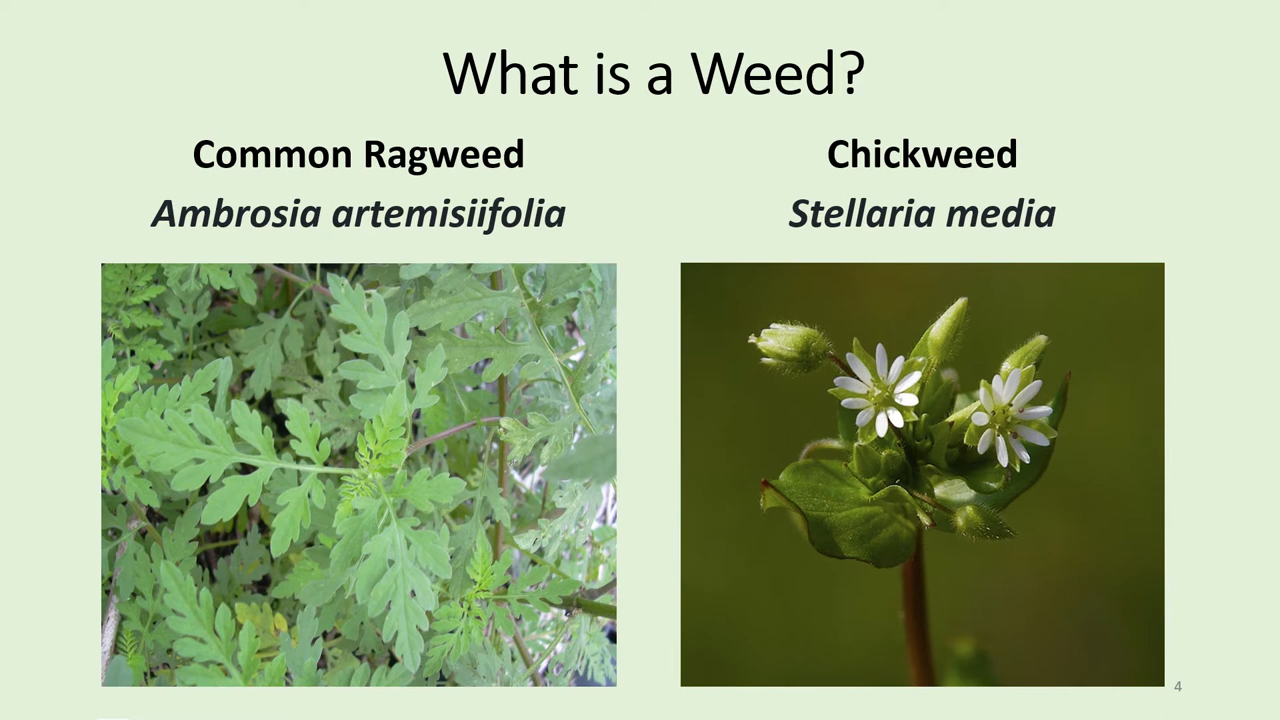 What is a Weed?
Common Ragweed
Ambrosia artemisiifolia
Chickweed
Stellaria media
4